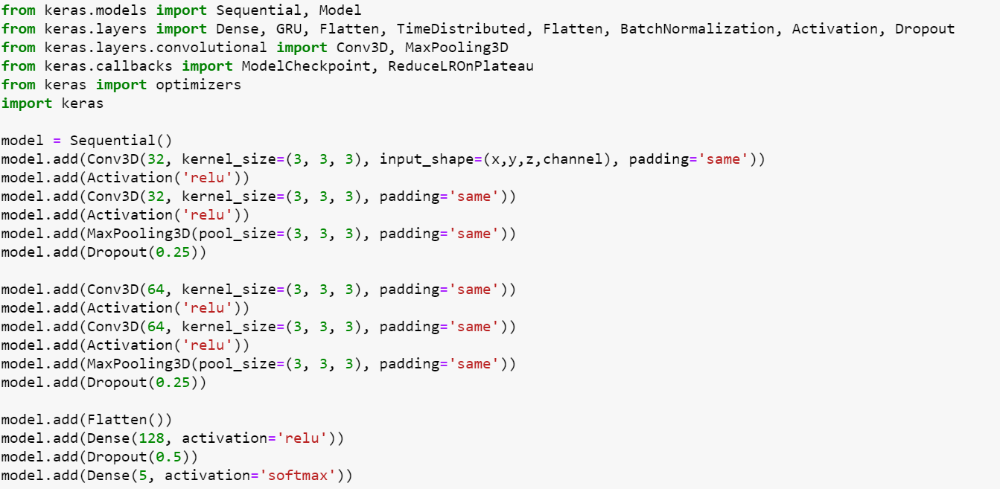 from keras.models import Sequential, Model
from keras.layers import Dense, GRU, Flatten, TimeDistributed, Flatten, BatchNormalization, Activation, Dropout
from keras.layers.convolutional import Conv3D, MaxPooling3D
from keras.callbacks import ModelCheckpoint, ReduceLROnPlateau
from keras import optimizers
import keras

model = Sequential()
model.add(Conv3D(32, kernel_size=(3, 3, 3), input_shape=(x,y,z,channel), padding='same'))
model.add(Activation('relu'))
model.add(Conv3D(32, kernel_size=(3, 3, 3), padding='same'))
model.add(Activation('relu'))
model.add(MaxPooling3D(pool_size=(3, 3, 3), padding='same'))
model.add(Dropout(0.25))

model.add(Conv3D(64, kernel_size=(3, 3, 3), padding='same'))
model.add(Activation('relu'))
model.add(Conv3D(64, kernel_size=(3, 3, 3), padding='same'))
model.add(Activation('relu'))
model.add(MaxPooling3D(pool_size=(3, 3, 3), padding='same'))
model.add(Dropout(0.25))

model.add(Flatten())
model.add(Dense(128, activation='relu'))
model.add(Dropout(0.5))
model.add(Dense(5, activation='softmax'))